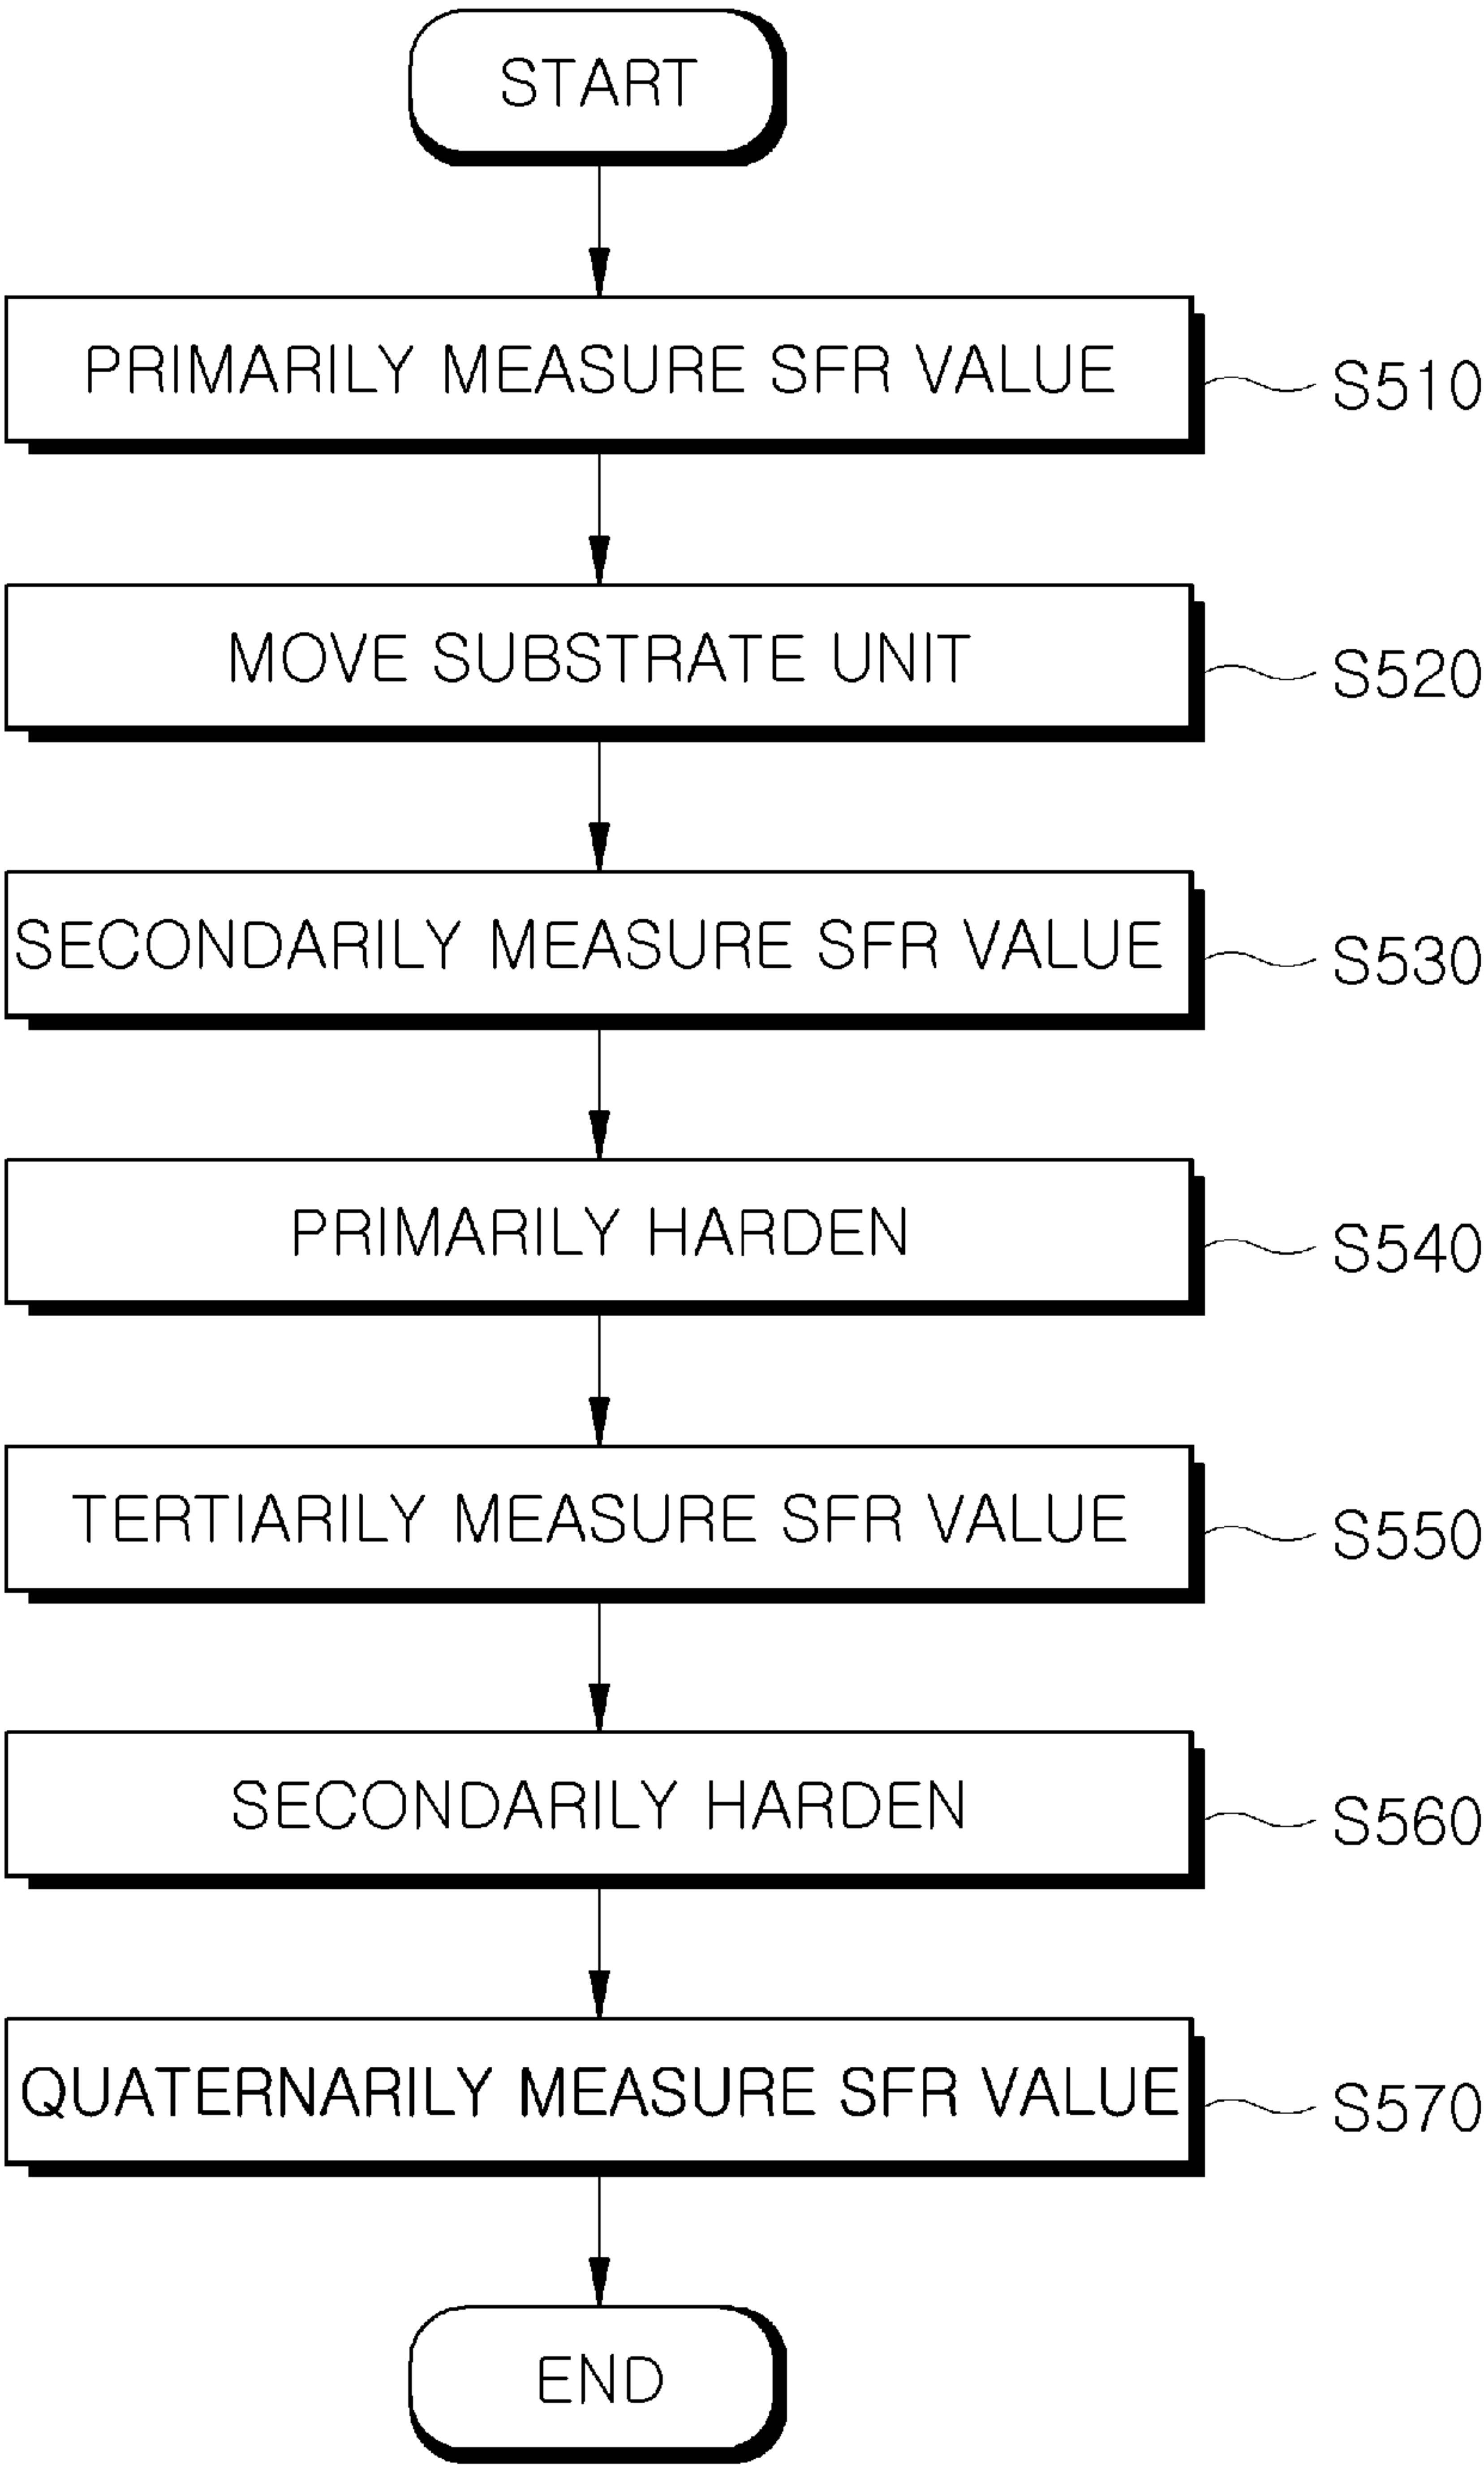 START
PRIMARILY MEASURE SFR VALUE
S510
MOVE SUBSTRATE UNIT
S520
SECONDARILY MEASURE SFR VALUE
S530
PRIMARILY HARDEN
S540
TERTIARILY MEASURE SFR VALUE
S550
SECONDARILY HARDEN
S560
QUATERNARILY MEASURE SFR VALUE
S570
END